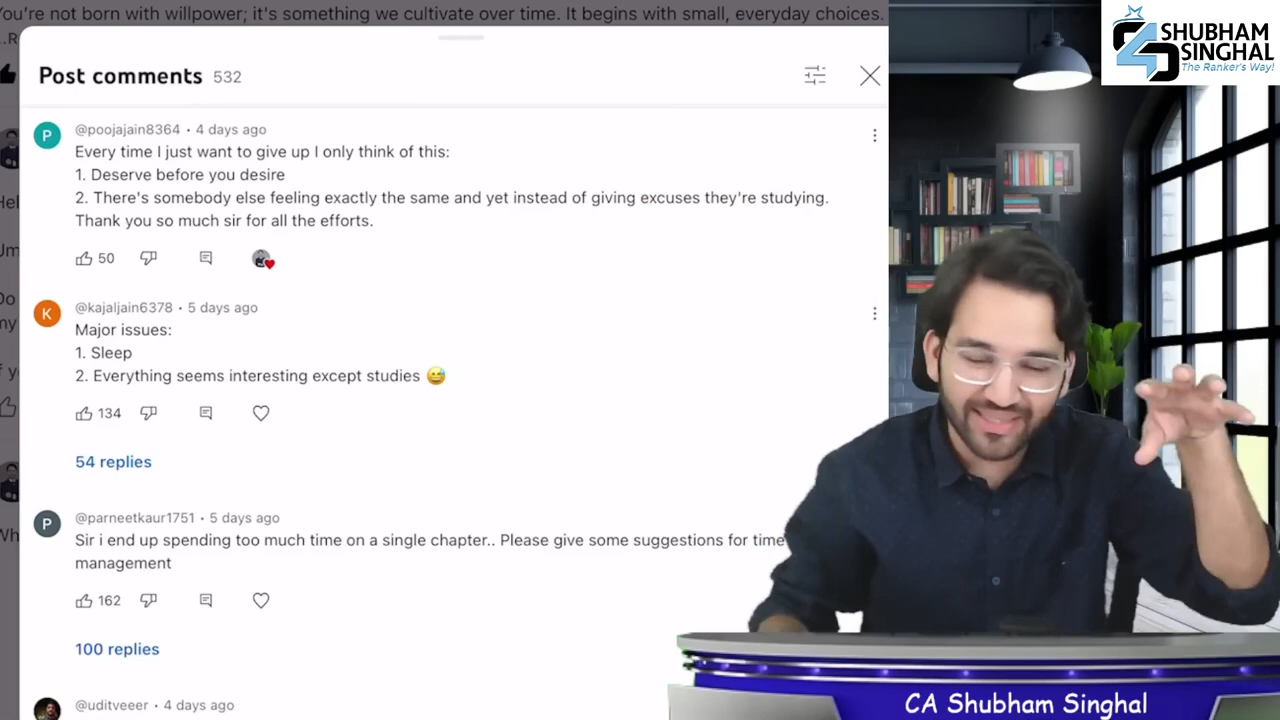 You're not born with willpower; it's something we cultivate over time. It begins with small, everyday choices.
SHUBHAM
SINGHAL
The Ranker's Way!
Post comments 532
P
@poojajain8364 • 4 days ago
Every time I just want to give up I only think of this:
1. Deserve before you desire
2. There's somebody else feeling exactly the same and yet instead of giving excuses they're studying.
Thank you so much sir for all the efforts.
50
K
@kajaljain6378 • 5 days ago
Major issues:
1. Sleep
2. Everything seems interesting except studies 😅
134
54 replies
P
@parneetkaur1751 • 5 days ago
Sir i end up spending too much time on a single chapter.. Please give some suggestions for time
management
162
100 replies
@uditveeer • 4 days ago
CA Shubham Singhal